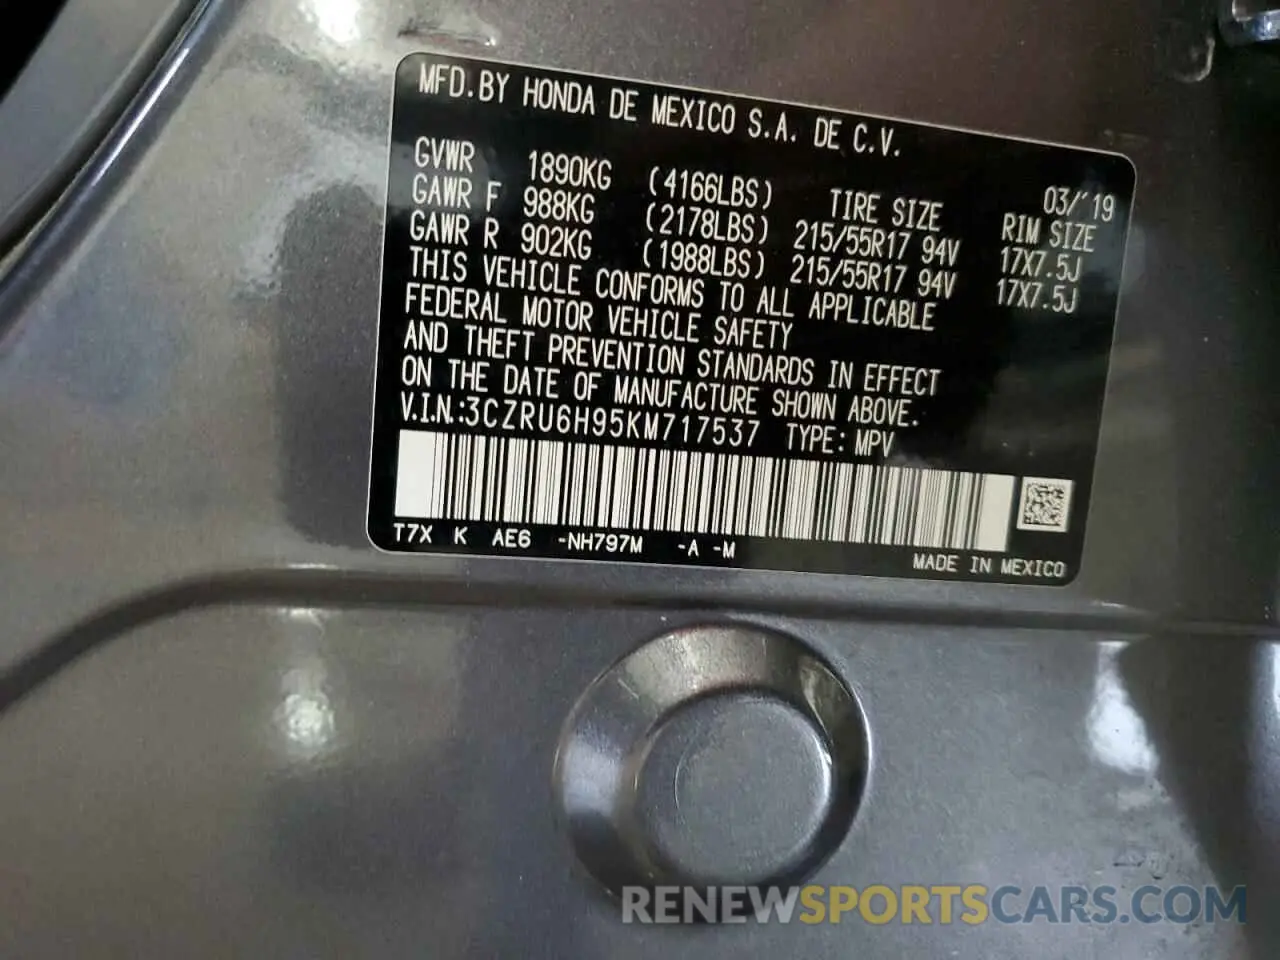 MFD.BY HONDA DE MEXICO S.A. DE C.V.
03/'19
GVWR 1890KG (4166LBS) TIRE SIZE RIM SIZE
GAWR F 988KG (2178LBS) 215/55R17 94V 17X7.5J
GAWR R 902KG (1988LBS) 215/55R17 94V 17X7.5J
THIS VEHICLE CONFORMS TO ALL APPLICABLE
FEDERAL MOTOR VEHICLE SAFETY
AND THEFT PREVENTION STANDARDS IN EFFECT
ON THE DATE OF MANUFACTURE SHOWN ABOVE.
V.I.N.:3CZRU6H95KM717537 TYPE: MPV
T7X K AE6 -NH797M -A -M
MADE IN MEXICO
RENEWSPORTSCARS.COM